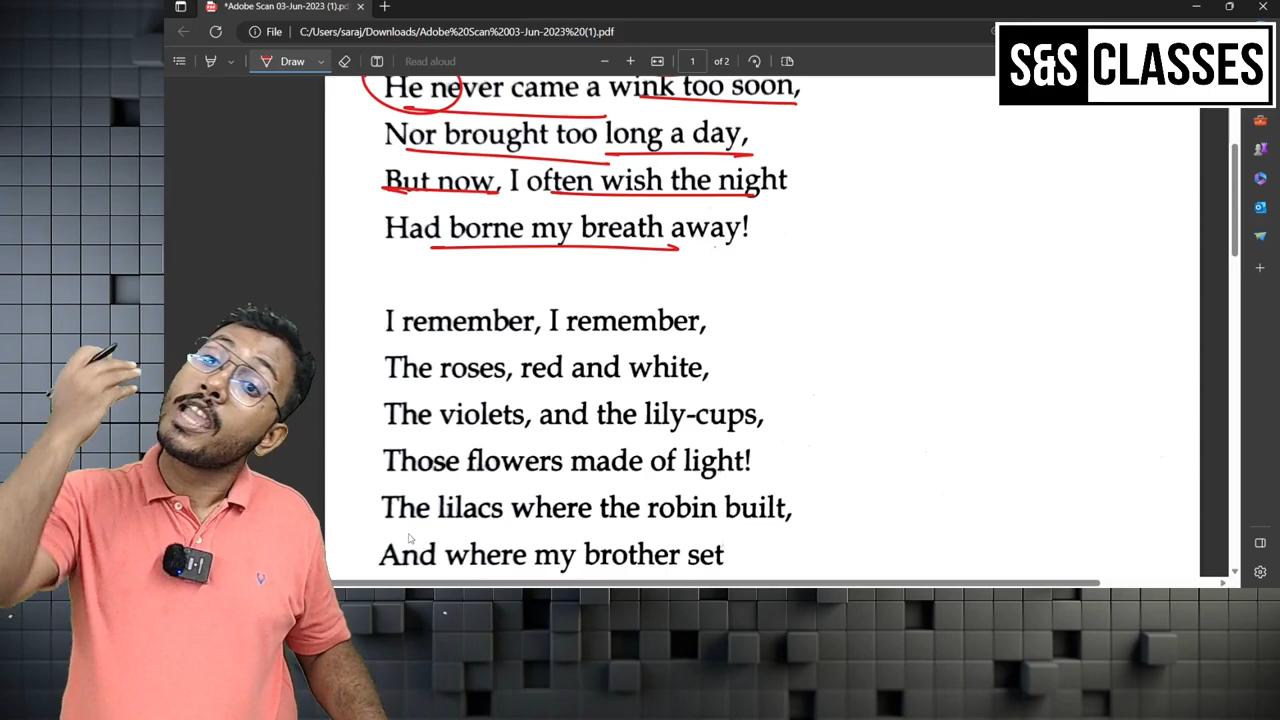 *Adobe Scan 03-Jun-2023 (1).pdf
File C:/Users/saraj/Downloads/Adobe%20Scan%2003-Jun-2023%20(1).pdf
Draw Read aloud 1 of 2
S&S CLASSES
He never came a wink too soon,
Nor brought too long a day,
But now, I often wish the night
Had borne my breath away!
I remember, I remember,
The roses, red and white,
The violets, and the lily-cups,
Those flowers made of light!
The lilacs where the robin built,
And where my brother set